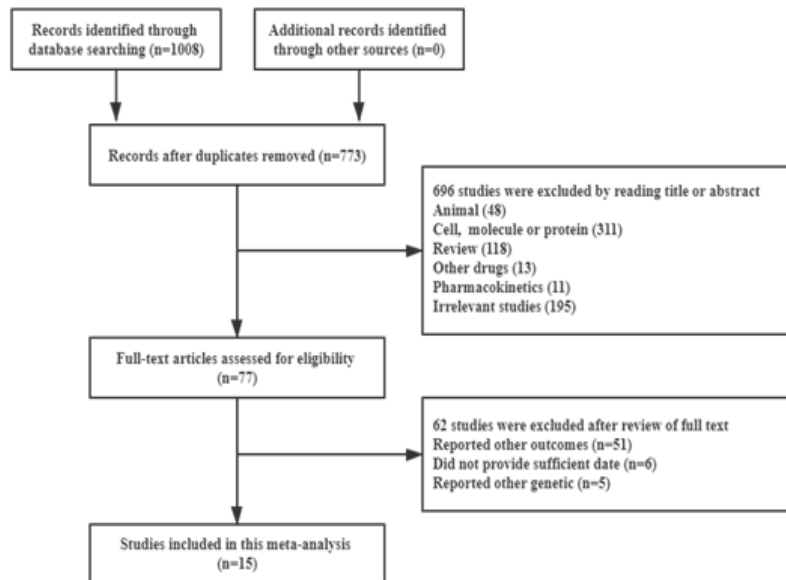 Records identified through
database searching (n=1008)
Additional records identified
through other sources (n=0)
Records after duplicates removed (n=773)
696 studies were excluded by reading title or abstract
Animal (48)
Cell, molecule or protein (311)
Review (118)
Other drugs (13)
Pharmacokinetics (11)
Irrelevant studies (195)
Full-text articles assessed for eligibility
(n=77)
62 studies were excluded after review of full text
Reported other outcomes (n=51)
Did not provide sufficient date (n=6)
Reported other genetic (n=5)
Studies included in this meta-analysis
(n=15)